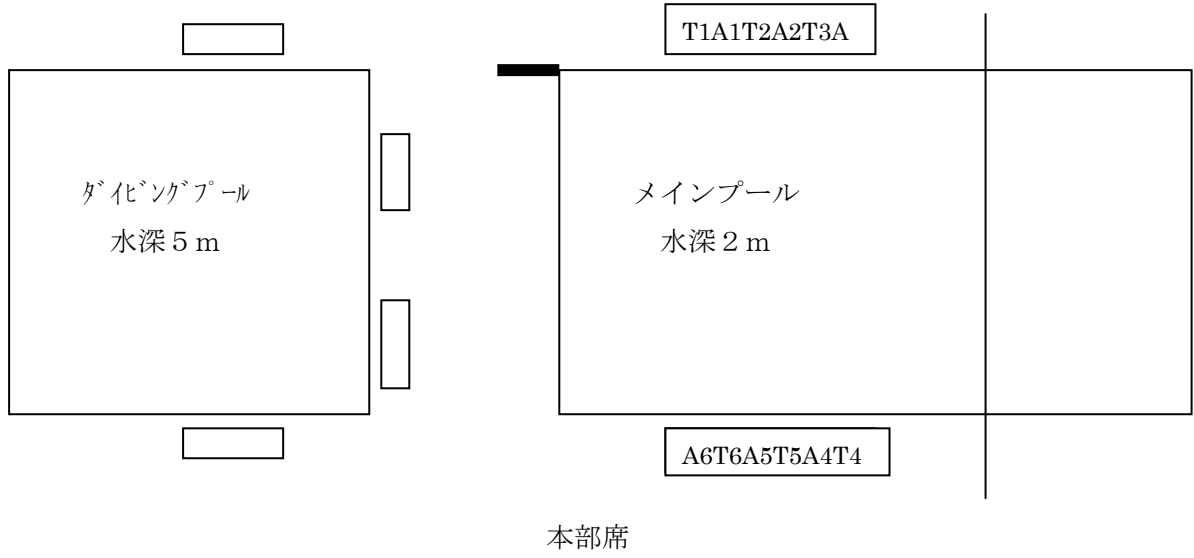 T1A1T2A2T3A
ﾀﾞｲﾋﾞﾝｸﾞﾌﾟｰﾙ
水深５ｍ
メインプール
水深２ｍ
A6T6A5T5A4T4
本部席